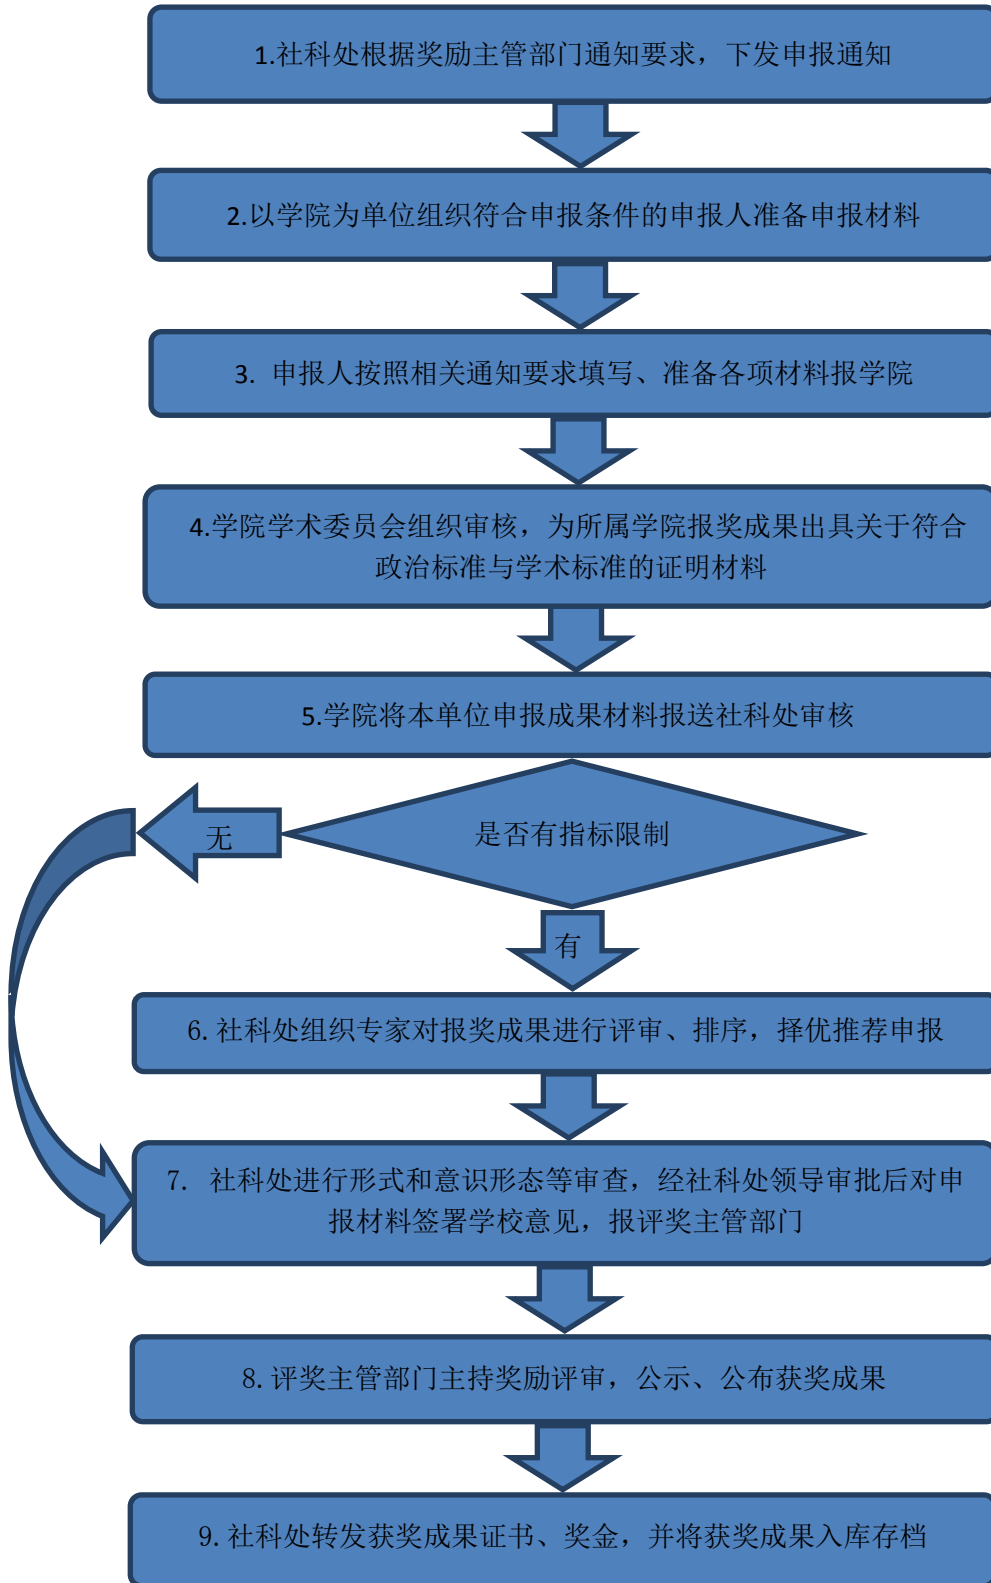 1.社科处根据奖励主管部门通知要求，下发申报通知
2.以学院为单位组织符合申报条件的申报人准备申报材料
3. 申报人按照相关通知要求填写、准备各项材料报学院
4.学院学术委员会组织审核，为所属学院报奖成果出具关于符合
政治标准与学术标准的证明材料
5.学院将本单位申报成果材料报送社科处审核
是否有指标限制
无
有
6.社科处组织专家对报奖成果进行评审、排序，择优推荐申报
7. 社科处进行形式和意识形态等审查，经社科处领导审批后对申
报材料签署学校意见，报评奖主管部门
8.评奖主管部门主持奖励评审，公示、公布获奖成果
9.社科处转发获奖成果证书、奖金，并将获奖成果入库存档